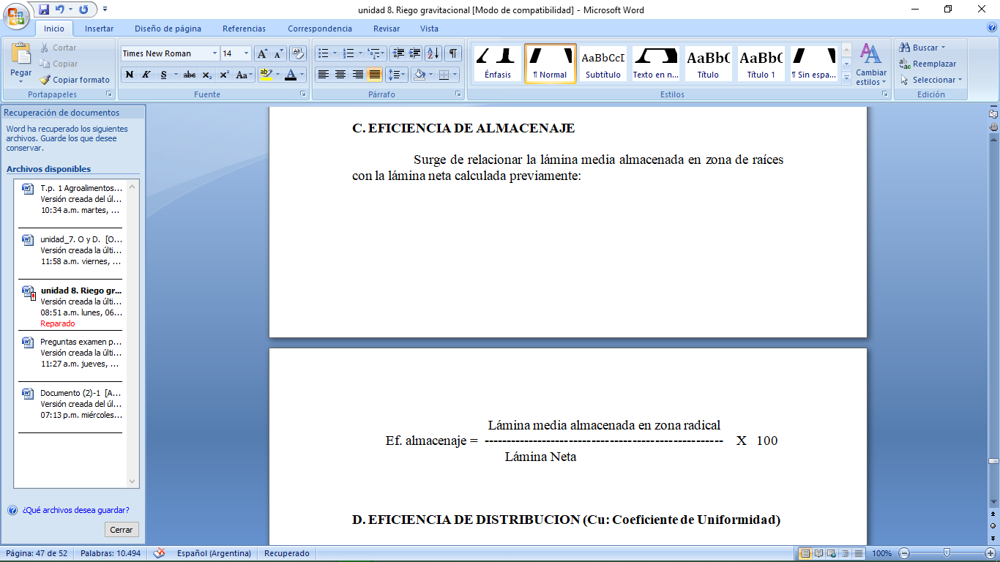 unidad 8. Riego gravitacional [Modo de compatibilidad] - Microsoft Word
Inicio Insertar Diseño de página Referencias Correspondencia Revisar Vista
Pegar
Cortar
Copiar
Copiar formato
Portapapeles
Times New Roman 14
N K S abc x₂ x² Aa
Fuente
Párrafo
Énfasis
¶ Normal
AaBbCcI
Subtítulo
Texto en n...
AaBbC
Título
AaBbC
Título 1
¶ Sin espa...
Cambiar estilos
Estilos
Buscar
Reemplazar
Seleccionar
Edición
Recuperación de documentos
Word ha recuperado los siguientes
archivos. Guarde los que desee
conservar.
Archivos disponibles
T.p. 1 Agroalimentos...
Versión creada del úl...
10:34 a.m. martes, ...
unidad_7. O y D. [O...
Versión creada la últi...
11:58 a.m. viernes, ...
unidad 8. Riego gr...
Versión creada la últi...
08:51 a.m. lunes, 06...
Reparado
Preguntas examen p...
Versión creada la últi...
11:27 a.m. jueves, ...
Documento (2)-1 [A...
Versión creada del úl...
07:13 p.m. miércoles...
¿Qué archivos desea guardar?
Cerrar
C. EFICIENCIA DE ALMACENAJE
Surge de relacionar la lámina media almacenada en zona de raíces
con la lámina neta calculada previamente:
Lámina media almacenada en zona radical
Ef. almacenaje = ------------------------------------------------------ X 100
Lámina Neta
D. EFICIENCIA DE DISTRIBUCION (Cu: Coeficiente de Uniformidad)
Página: 47 de 52 Palabras: 10.494 Español (Argentina) Recuperado 100%